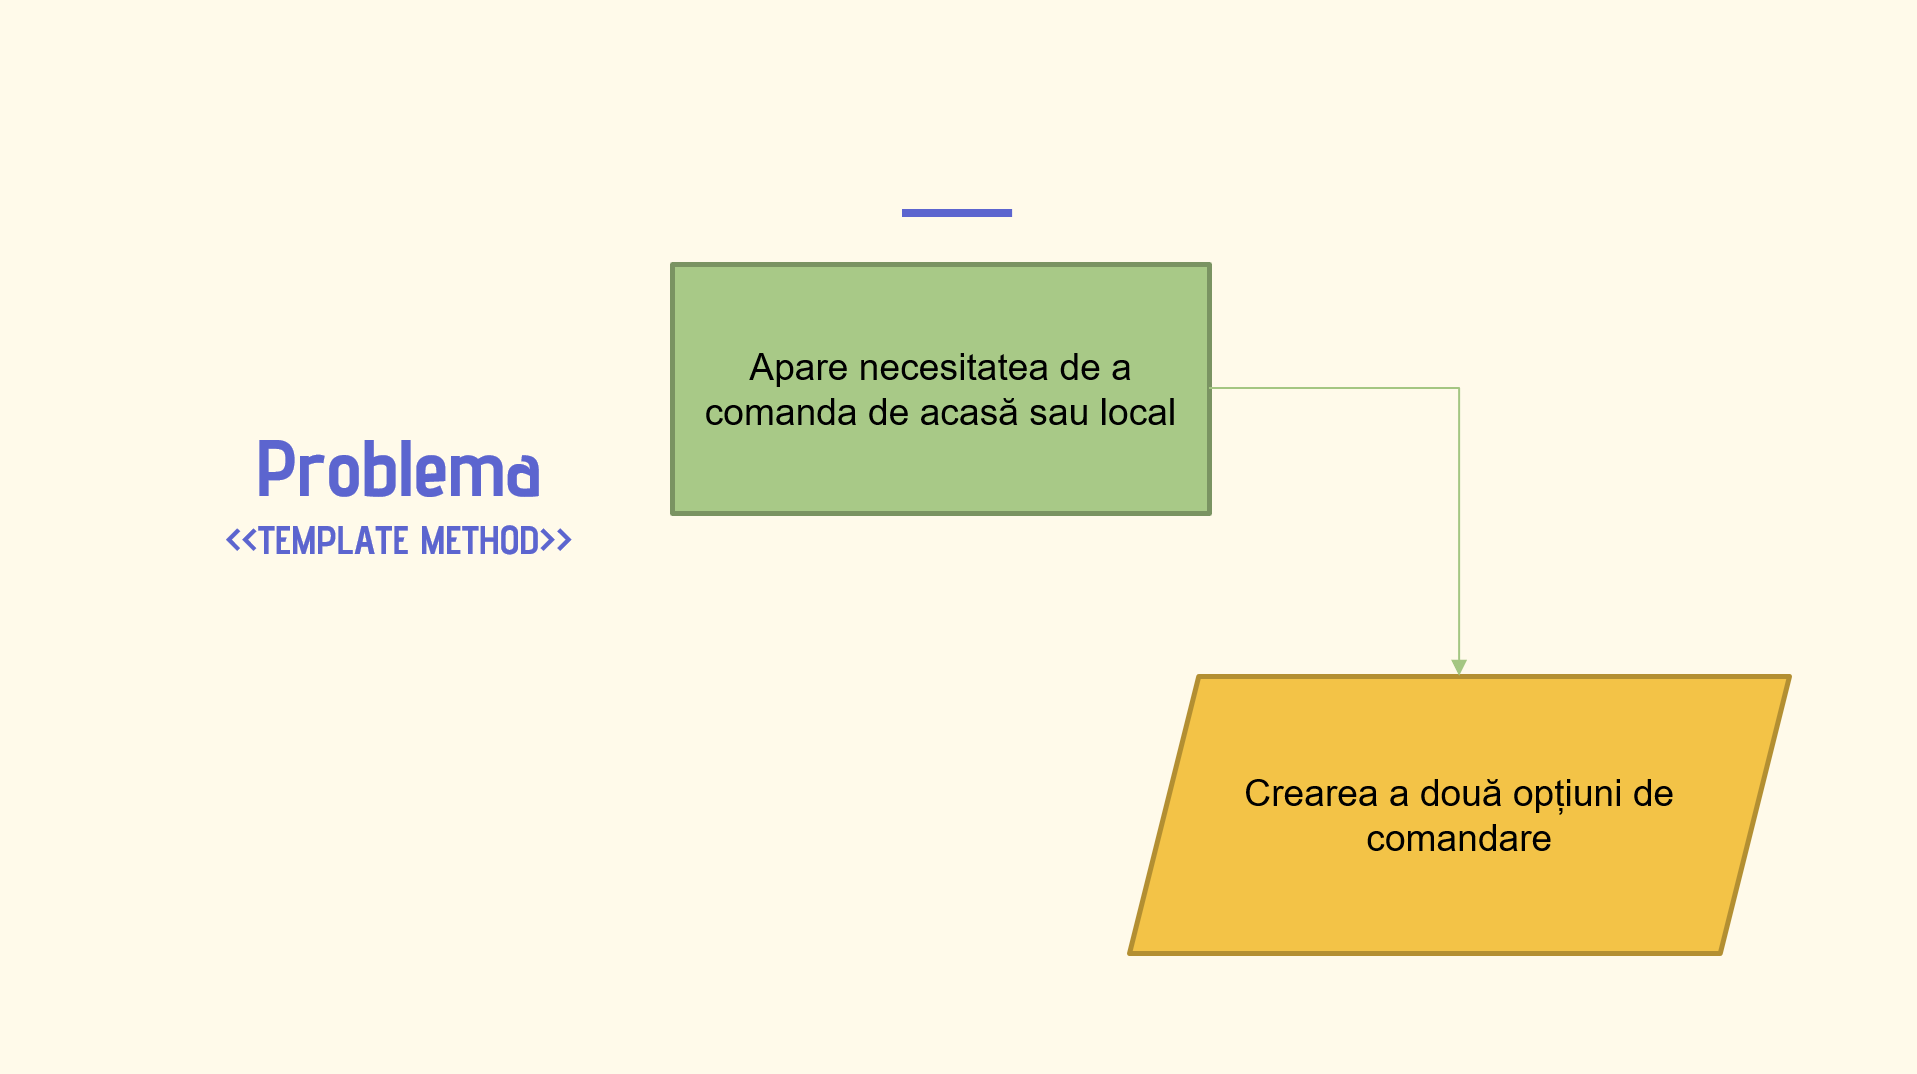 Problema
<<TEMPLATE METHOD>>
Apare necesitatea de a
comanda de acasă sau local
Crearea a două opțiuni de
comandare